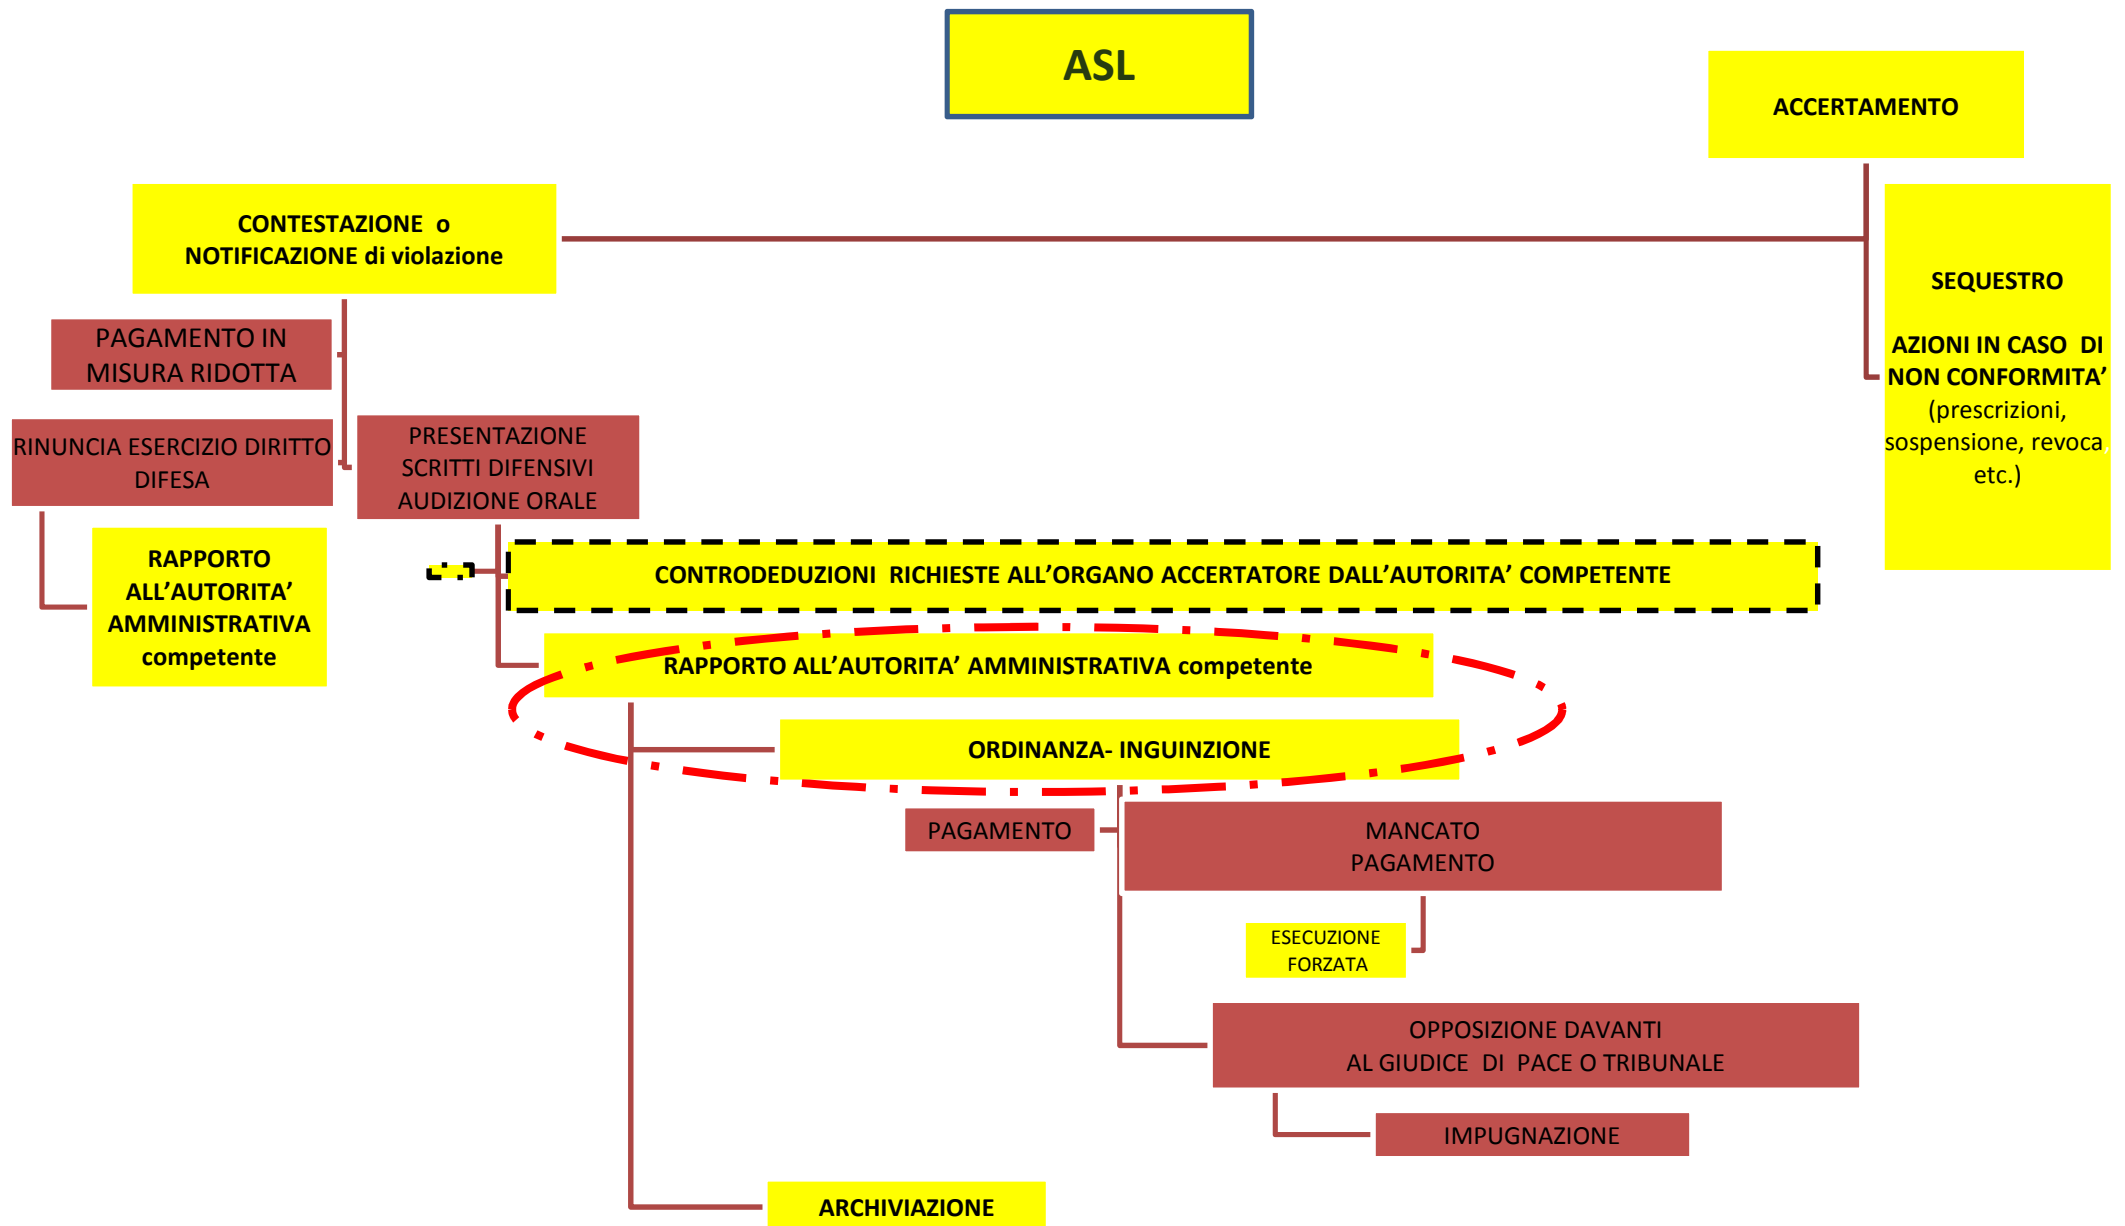 ASL
ACCERTAMENTO
CONTESTAZIONE o
NOTIFICAZIONE di violazione
SEQUESTRO
AZIONI IN CASO DI
NON CONFORMITA'
(prescrizioni,
sospensione, revoca,
etc.)
PAGAMENTO IN
MISURA RIDOTTA
RINUNCIA ESERCIZIO DIRITTO
DIFESA
PRESENTAZIONE
SCRITTI DIFENSIVI
AUDIZIONE ORALE
RAPPORTO
ALL'AUTORITA'
AMMINISTRATIVA
competente
CONTRODEDUZIONI RICHIESTE ALL'ORGANO ACCERTATORE DALL'AUTORITA' COMPETENTE
RAPPORTO ALL'AUTORITA' AMMINISTRATIVA competente
ORDINANZA- INGUINZIONE
PAGAMENTO
MANCATO
PAGAMENTO
ESECUZIONE
FORZATA
OPPOSIZIONE DAVANTI
AL GIUDICE DI PACE O TRIBUNALE
IMPUGNAZIONE
ARCHIVIAZIONE